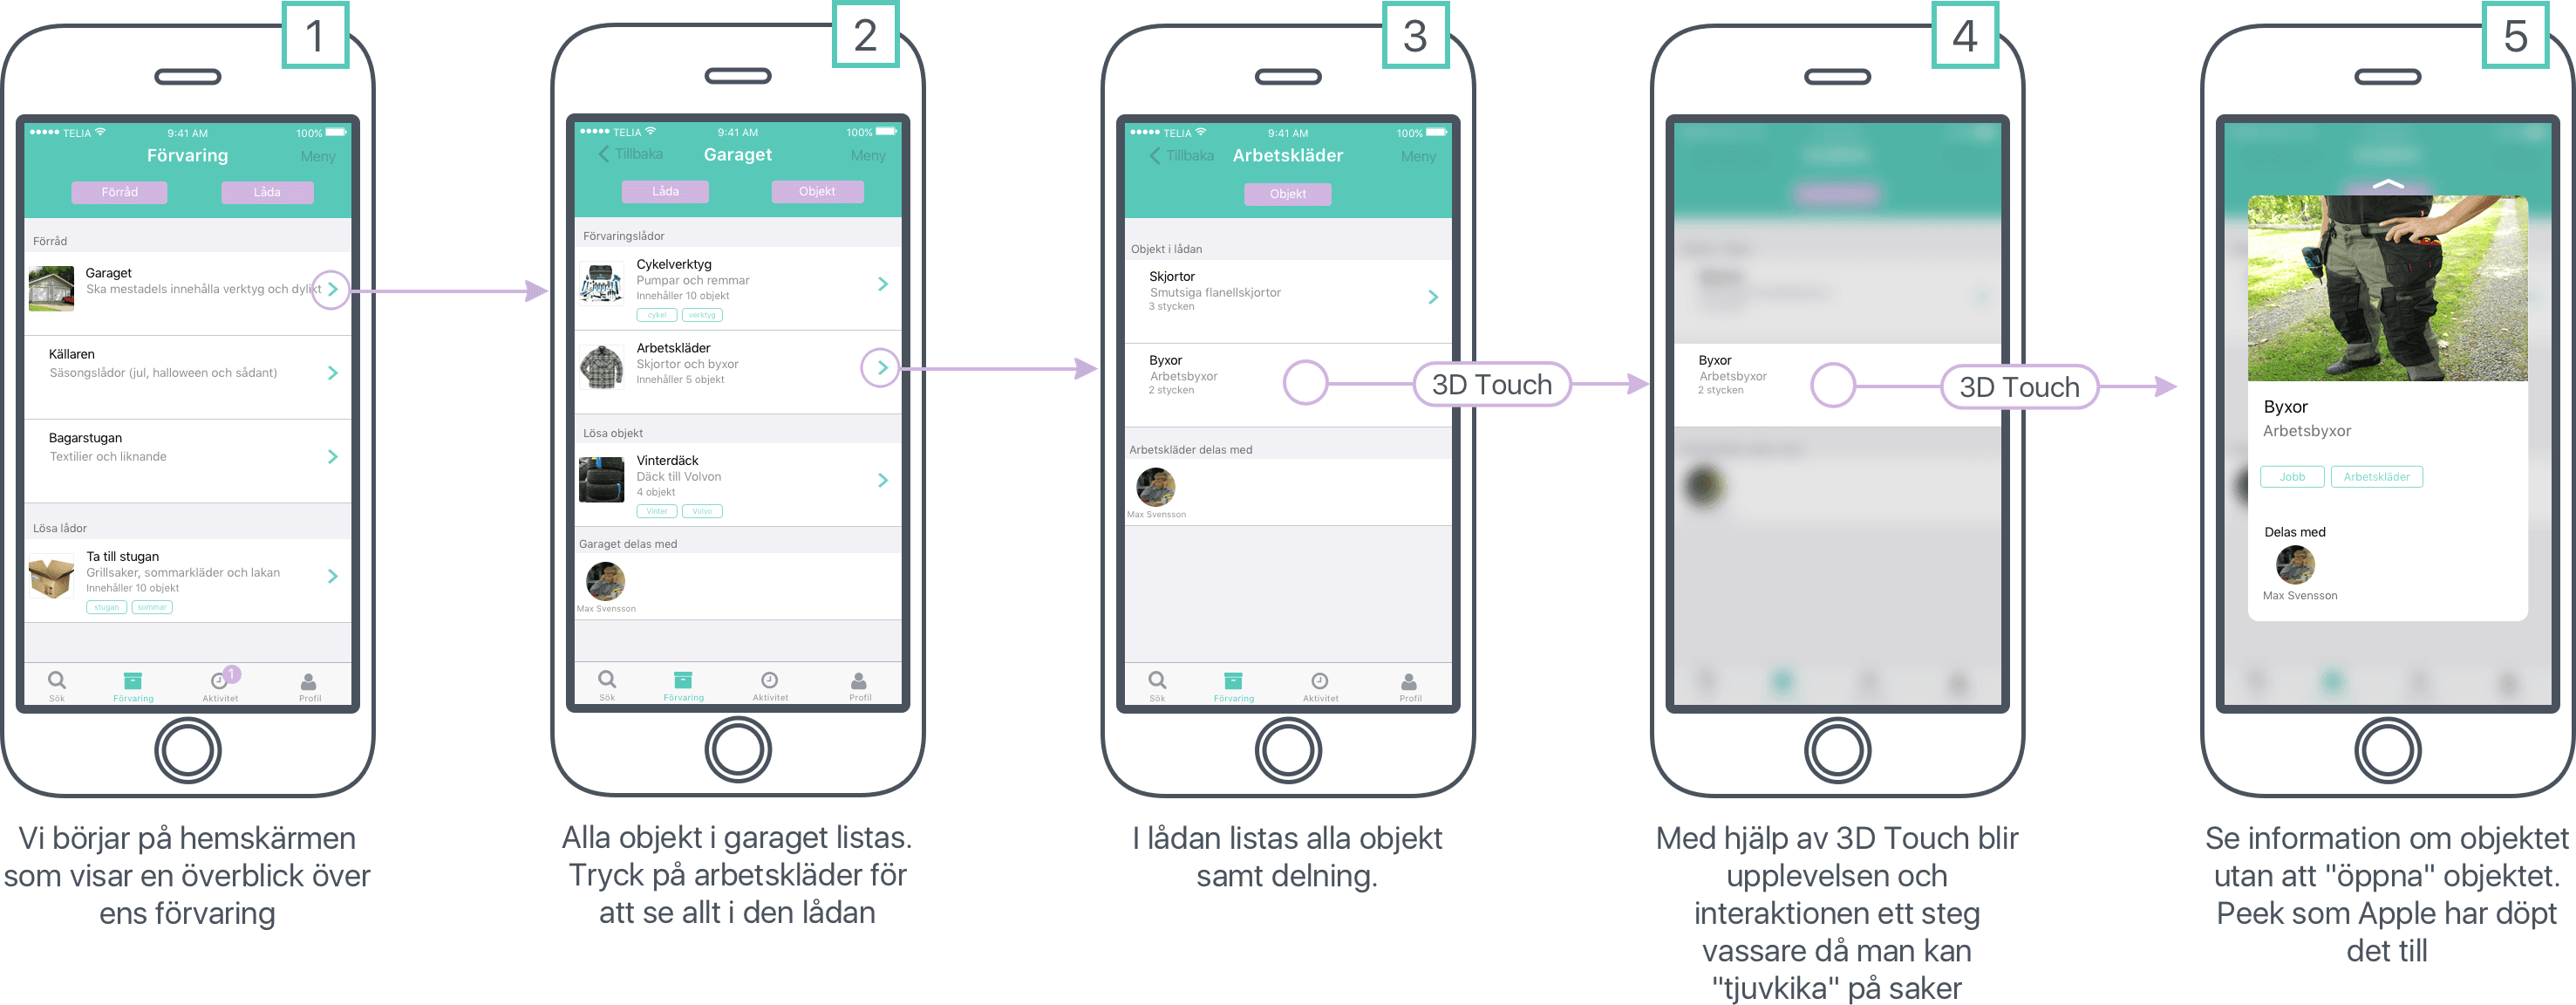 1
TELIA
9:41 AM
100%
Förvaring
Meny
Förråd
Låda
Förråd
Garaget
Ska mestadels innehålla verktyg och dylikt
Källaren
Säsongslådor (jul, halloween och sådant)
Bagarstugan
Textilier och liknande
Lösa lådor
Ta till stugan
Grillsaker, sommarkläder och lakan
Innehåller 10 objekt
stugan
sommar
1
Sök
Förvaring
Aktivitet
Profil
Vi börjar på hemskärmen
som visar en överblick över
ens förvaring
2
TELIA
9:41 AM
100%
Tillbaka
Garaget
Meny
Låda
Objekt
Förvaringslådor
Cykelverktyg
Pumpar och remmar
Innehåller 10 objekt
cykel
verktyg
Arbetskläder
Skjortor och byxor
Innehåller 5 objekt
Lösa objekt
Vinterdäck
Däck till Volvon
4 objekt
Vinter
Volvo
Garaget delas med
Max Svensson
Sök
Förvaring
Aktivitet
Profil
Alla objekt i garaget listas.
Tryck på arbetskläder för
att se allt i den lådan
3
TELIA
9:41 AM
100%
Tillbaka
Arbetskläder
Meny
Objekt
Objekt i lådan
Skjortor
Smutsiga flanellskjortor
3 stycken
Byxor
Arbetsbyxor
2 stycken
3D Touch
Arbetskläder delas med
Max Svensson
Sök
Förvaring
Aktivitet
Profil
I lådan listas alla objekt
samt delning.
4
Byxor
Arbetsbyxor
2 stycken
3D Touch
Med hjälp av 3D Touch blir
upplevelsen och
interaktionen ett steg
vassare då man kan
"tjuvkika" på saker
5
Byxor
Arbetsbyxor
Jobb
Arbetskläder
Delas med
Max Svensson
Se information om objektet
utan att "öppna" objektet.
Peek som Apple har döpt
det till